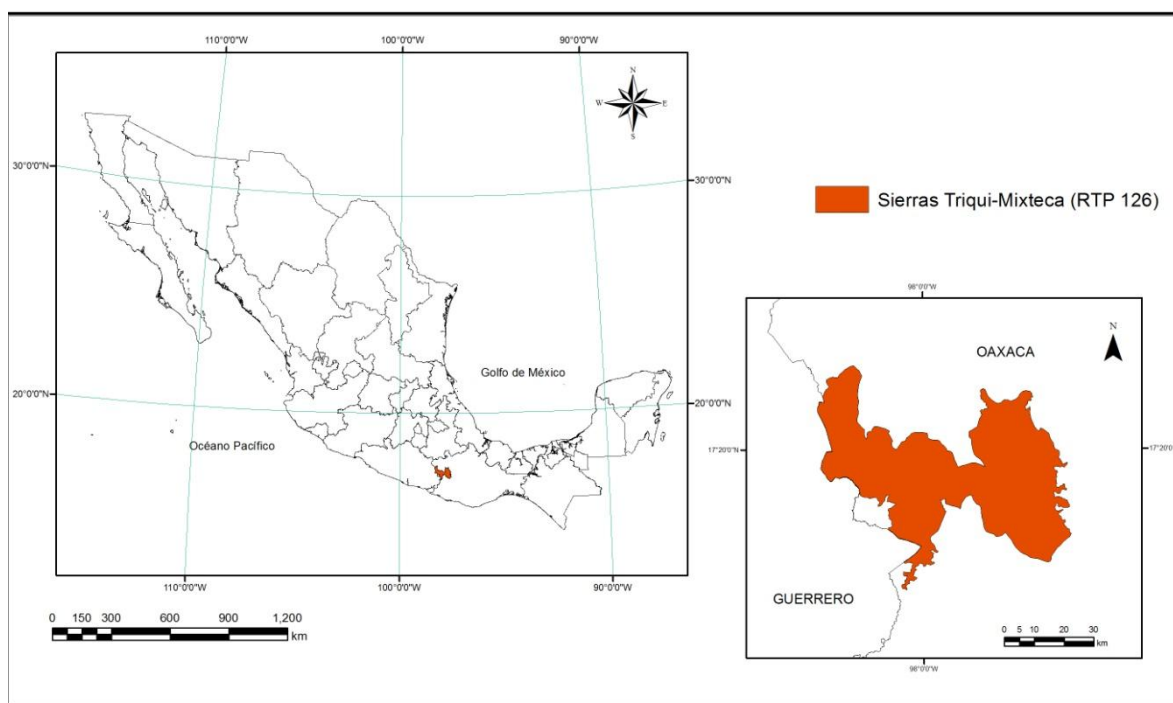 110°0'0"W
100°0'0"W
90°0'0"W
N
W
E
S
30°0'0"N
30°0'0"N
Sierras Triqui-Mixteca (RTP 126)
98°0'0"W
N
OAXACA
Golfo de México
20°0'0"N
20°0'0"N
Océano Pacífico
17°20'0"N
17°20'0"
GUERRERO
110°0'0"W
100°0'0"W
90°0'0"W
0 150 300 600 900 1,200
km
0 5 10 20 30
km
98°0'0"W